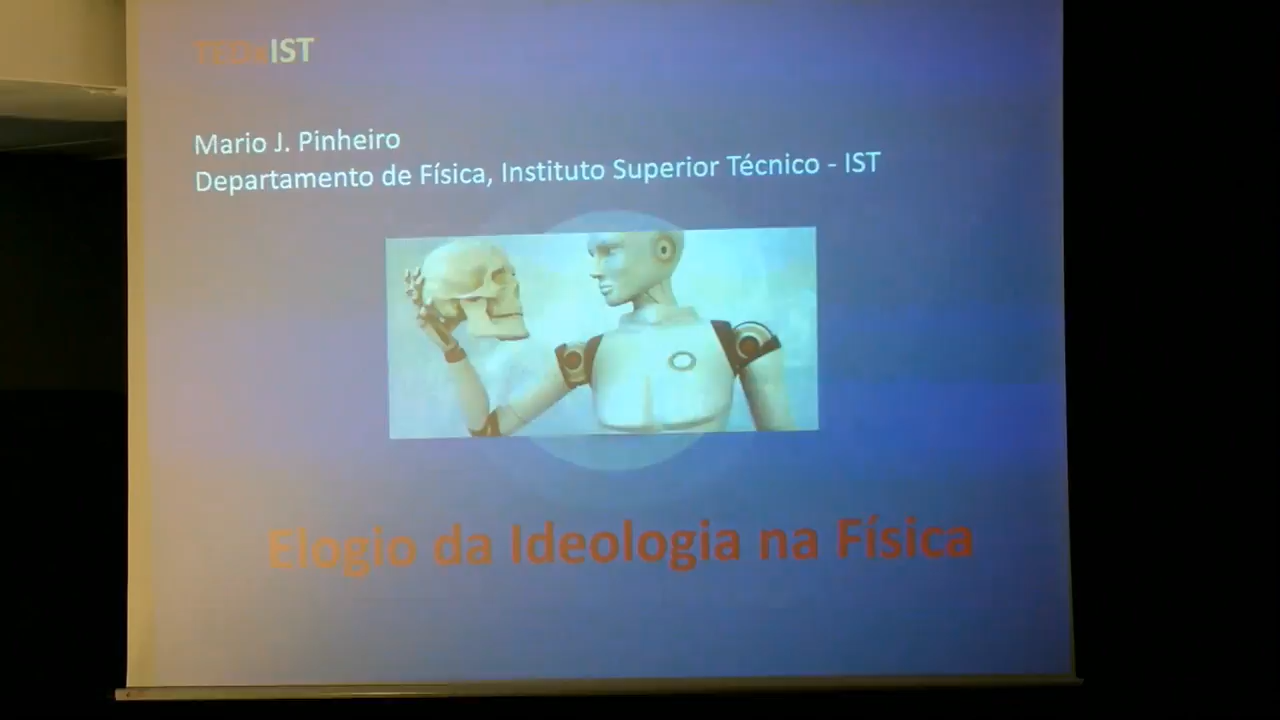 TEDxIST
Mario J. Pinheiro
Departamento de Física, Instituto Superior Técnico - IST
Elogio da Ideologia na Física